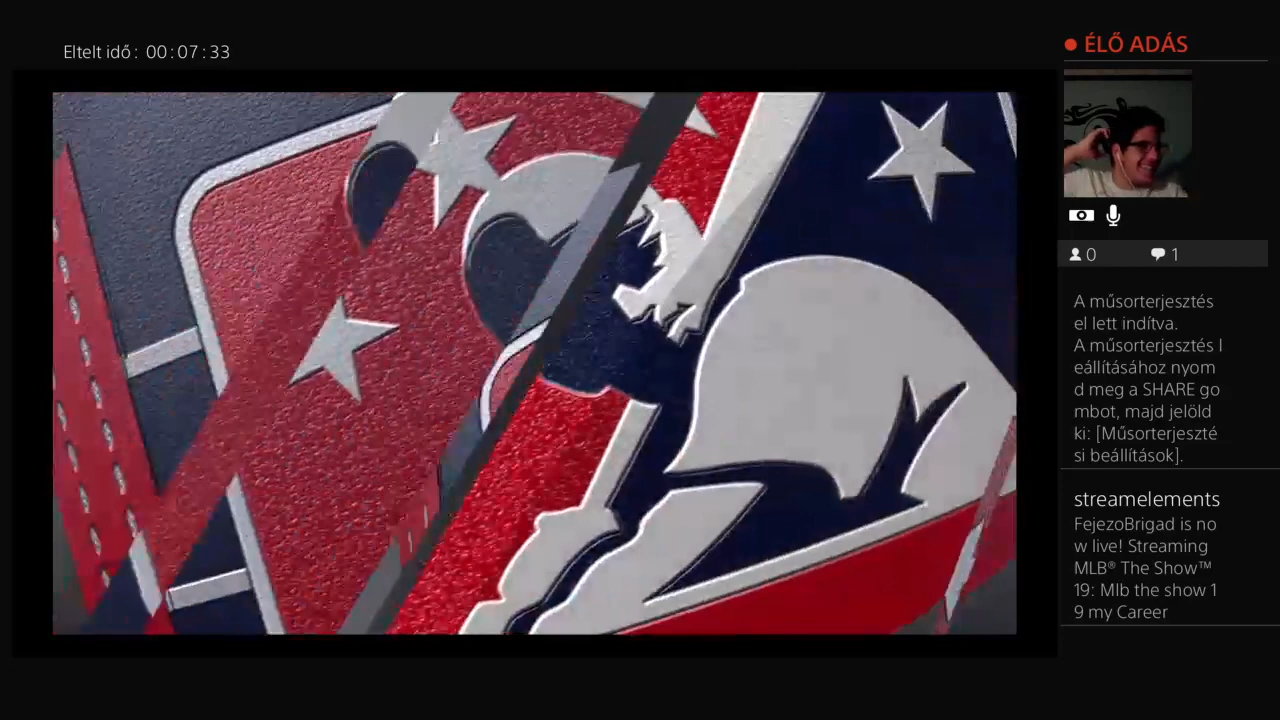 Eltelt idő : 00:07:33
ÉLŐ ADÁS
0
1
A műsorterjesztés
el lett indítva.
A műsorterjesztés l
eállításához nyom
d meg a SHARE go
mbot, majd jelöld
ki: [Műsorterjeszté
si beállítások].
streamelements
FejezoBrigad is no
w live! Streaming
MLB® The Show™
19: Mlb the show 1
9 my Career